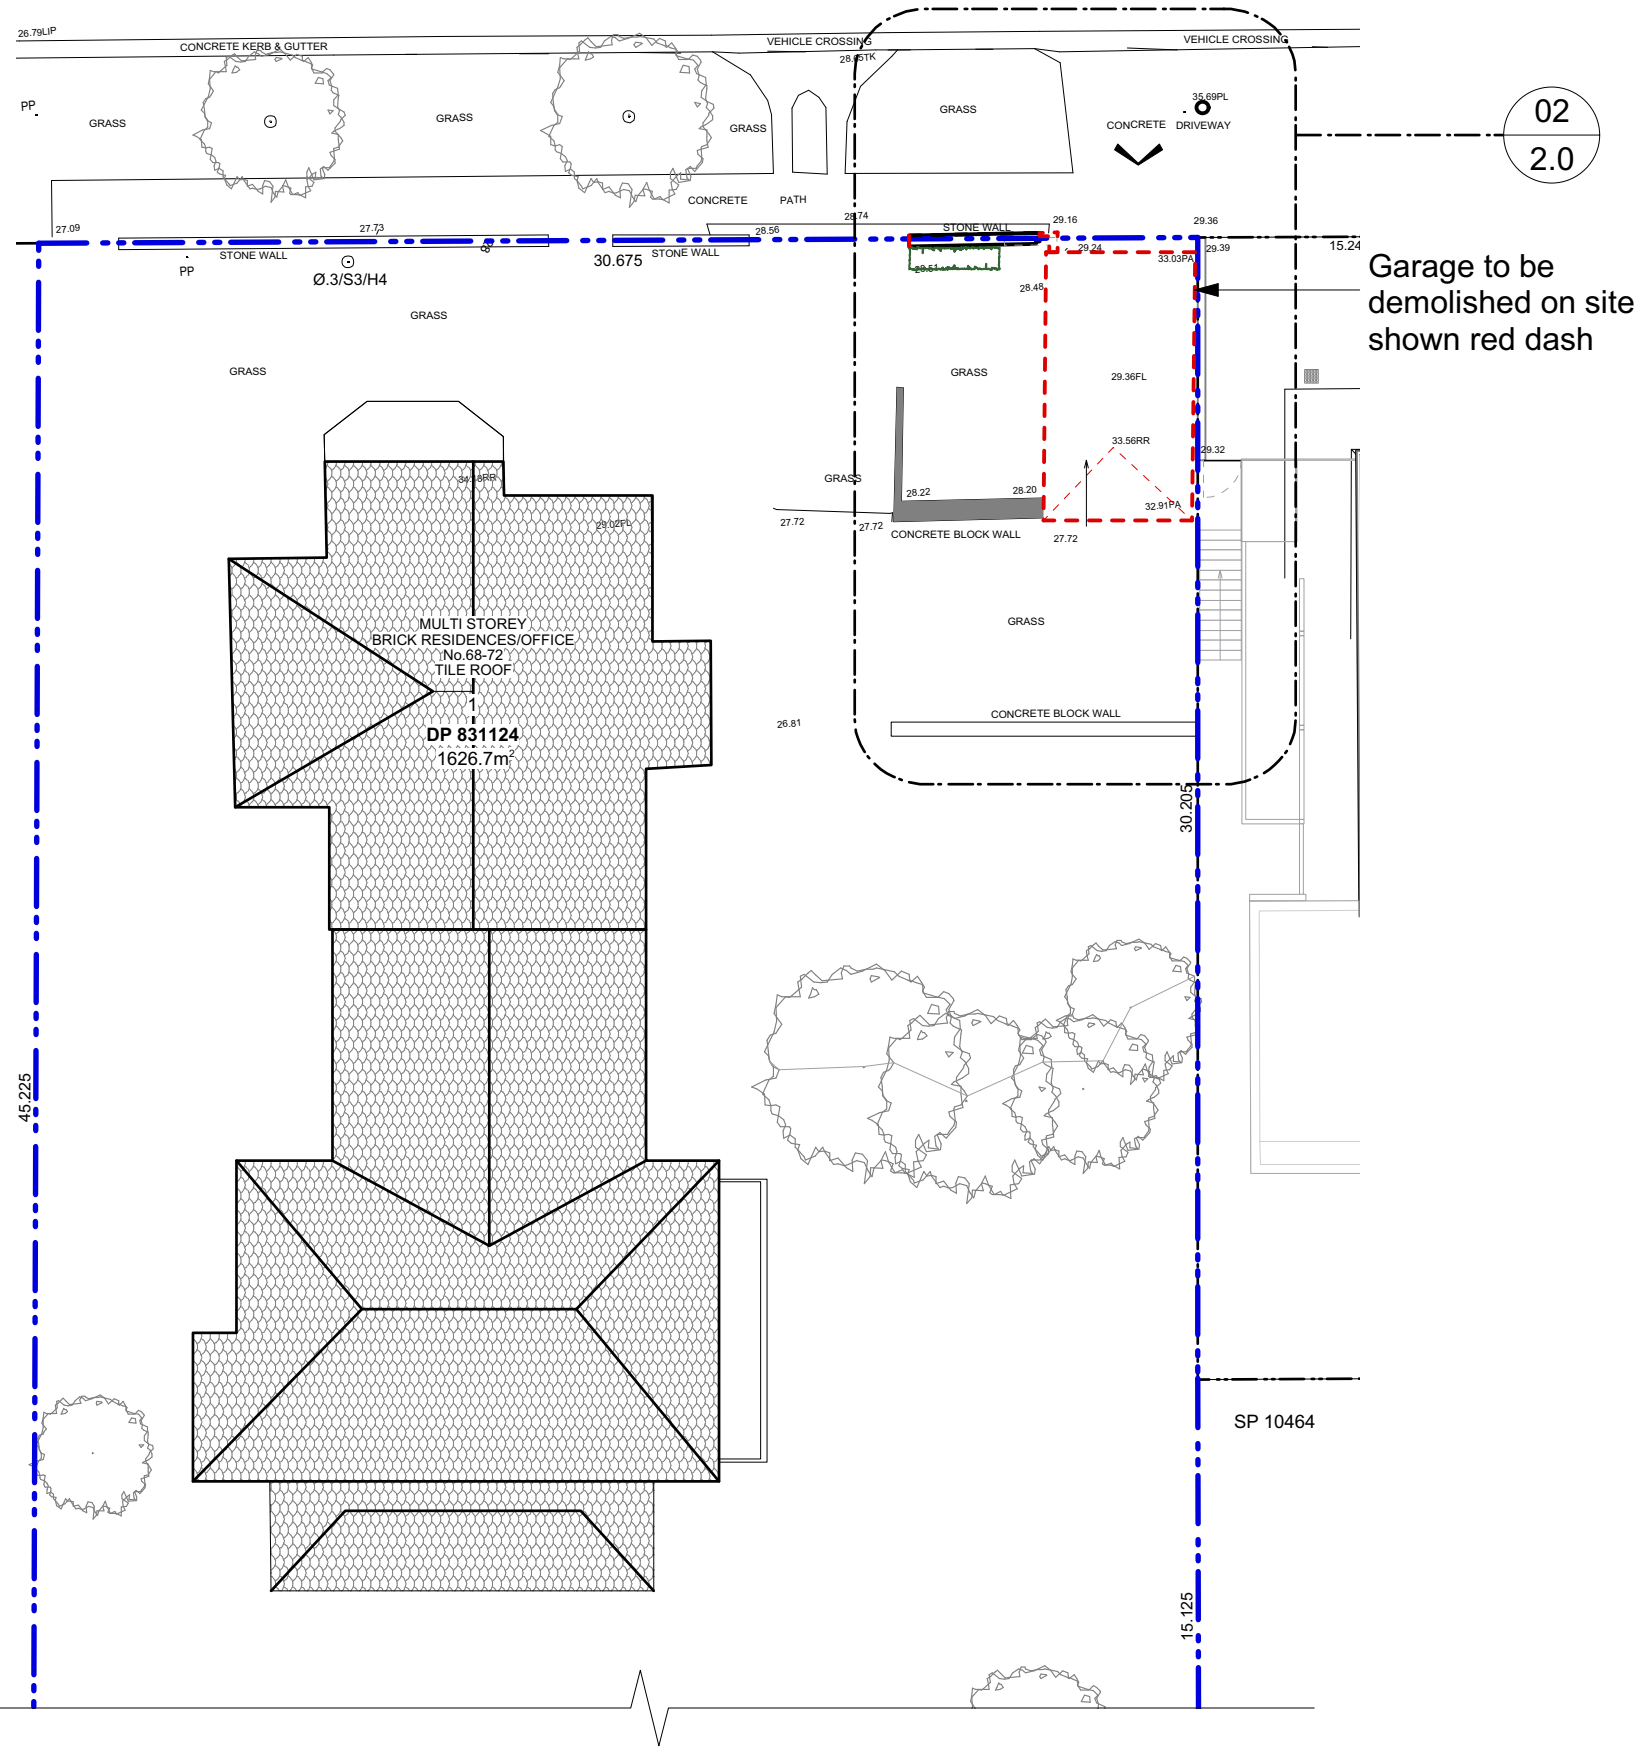 26.79LIP
CONCRETE KERB & GUTTER
VEHICLE CROSSING
VEHICLE CROSSING
28.65TK
PP
GRASS
GRASS
GRASS
GRASS
35.69PL
CONCRETE DRIVEWAY
02
2.0
CONCRETE PATH
27.09
27.73
28.56
28.74
STONE WALL
29.16
29.36
STONE WALL
30.675
STONE WALL
29.24
29.39
15.24
PP
Ø.3/S3/H4
28.51
33.03PA
28.48
Garage to be
demolished on site
shown red dash
GRASS
GRASS
GRASS
29.36FL
33.56RR
29.32
34.18RR
GRASS
28.22
28.20
32.91PA
29.02FL
27.72
27.72
CONCRETE BLOCK WALL
27.72
MULTI STOREY
BRICK RESIDENCES/OFFICE
No.68-72
TILE ROOF
GRASS
1
DP 831124
1626.7m²
26.81
CONCRETE BLOCK WALL
30.205
45.225
SP 10464
15.125